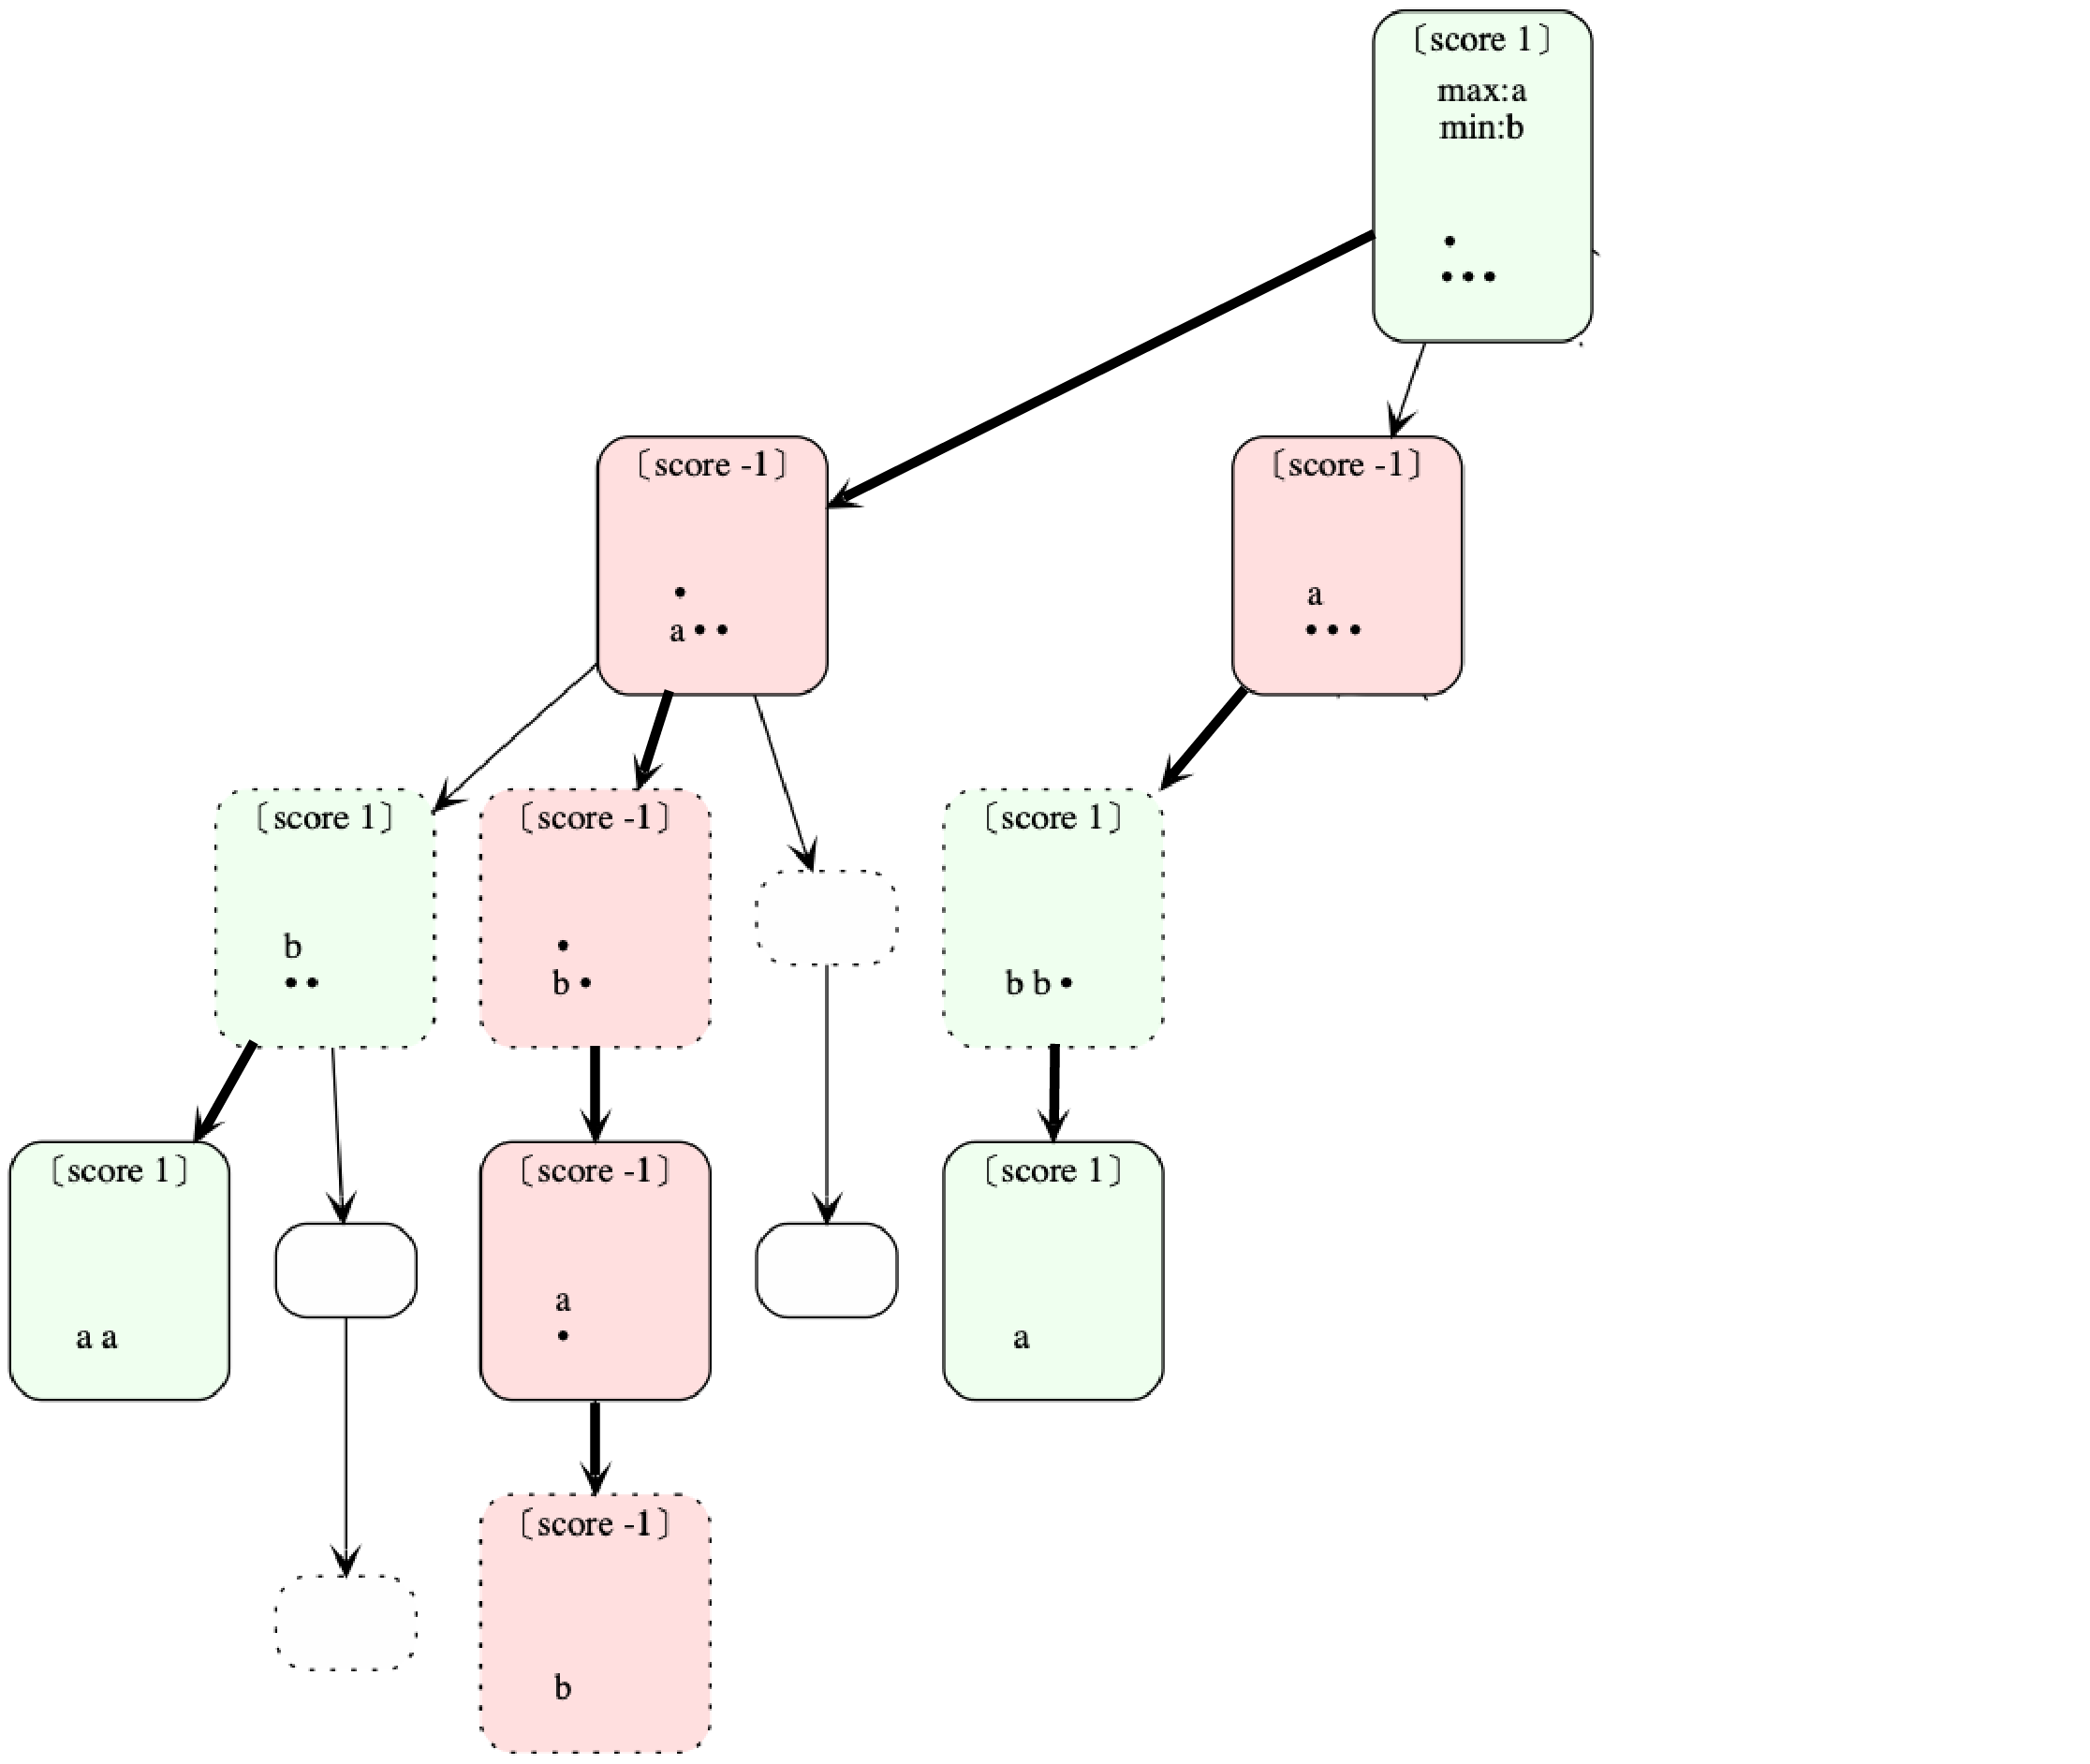 〔score 1〕
max:a
min:b
•
• • •
〔score -1〕
•
a • •
〔score -1〕
a
• • •
〔score 1〕
b
• •
〔score -1〕
•
b •
〔score 1〕
b b •
〔score 1〕
a a
〔score -1〕
a
•
〔score 1〕
a
〔score -1〕
b